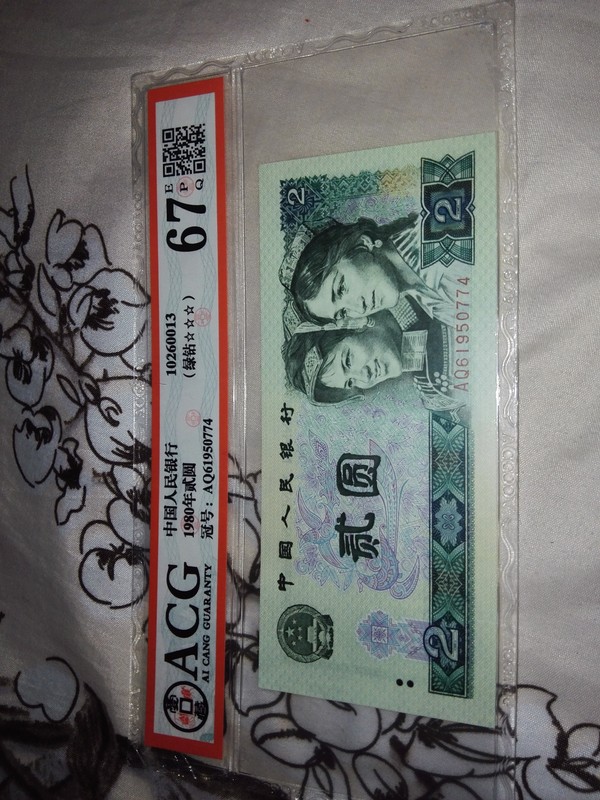 ACG
AI CANG GUARANTY
中国人民银行
1980年贰圆
冠号：AQ61950774
10260013
（绿钻☆☆☆）
67
E
P
Q
中国人民银行
贰圆
2
2
2
AQ61950774